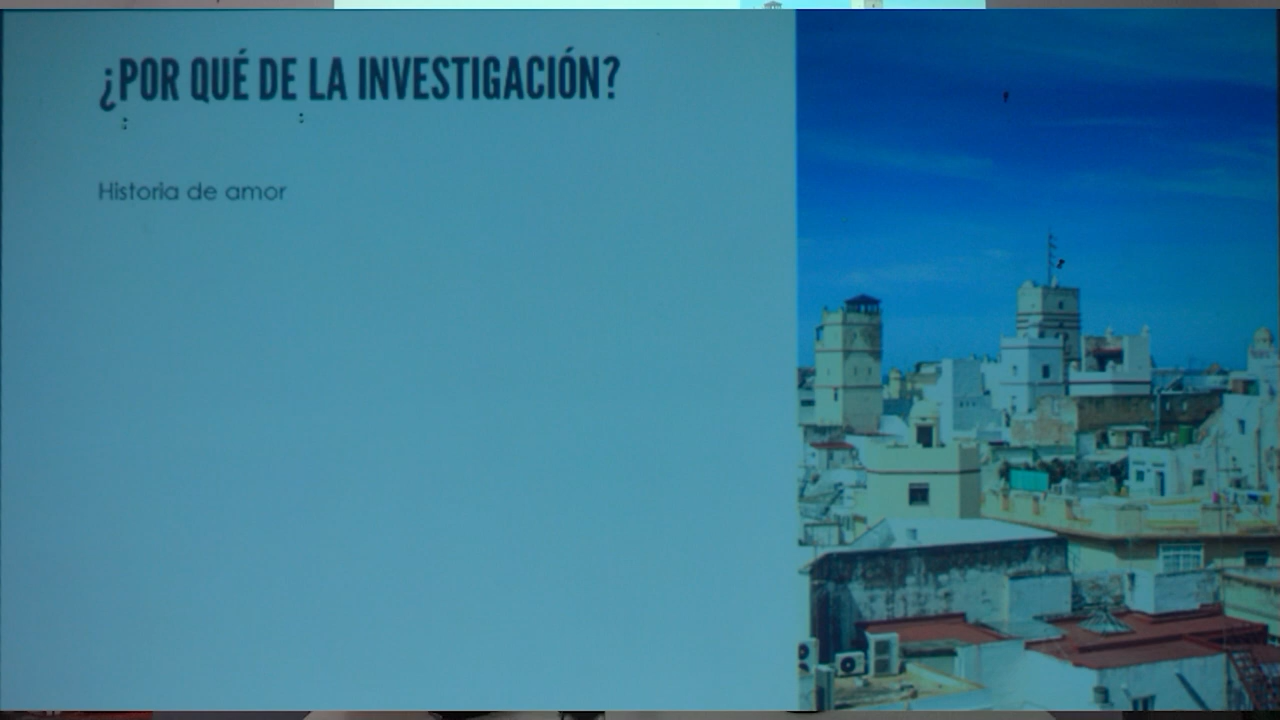 ¿POR QUÉ DE LA INVESTIGACIÓN?
Historia de amor